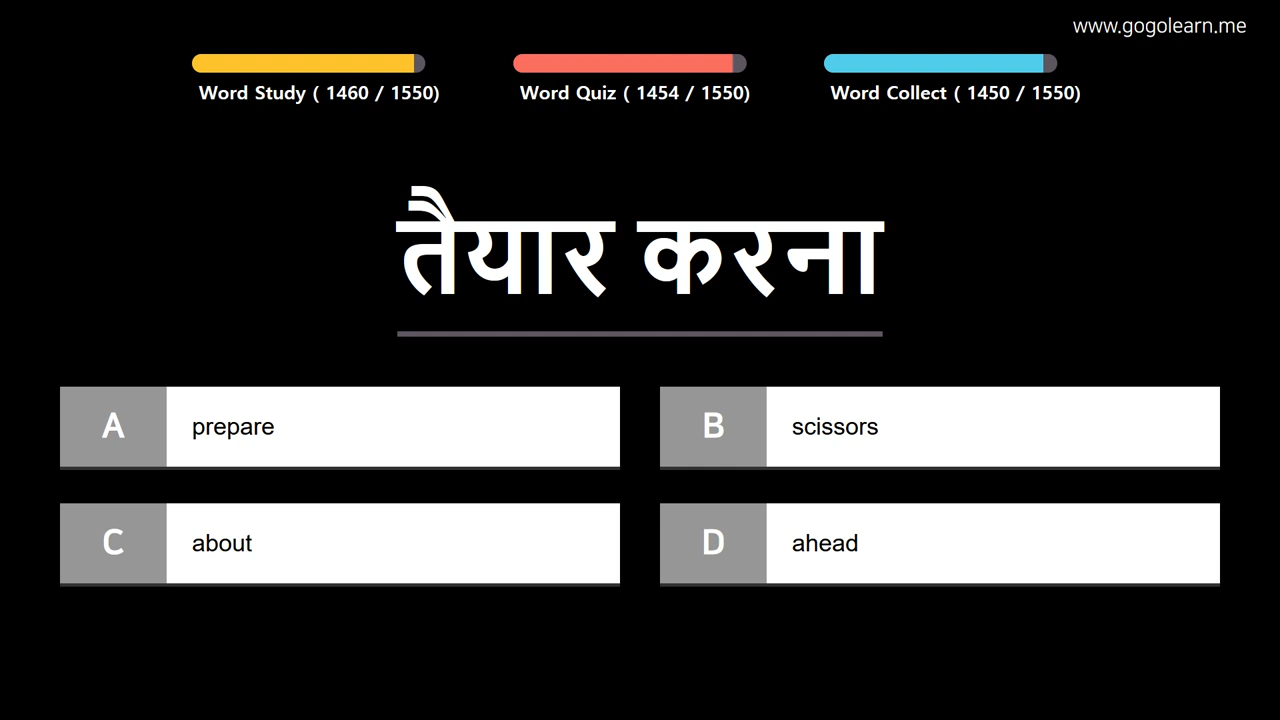 www.gogolearn.me
Word Study ( 1460 / 1550)
Word Quiz ( 1454 / 1550)
Word Collect ( 1450 / 1550)
तैयार करना
A
prepare
B
scissors
C
about
D
ahead